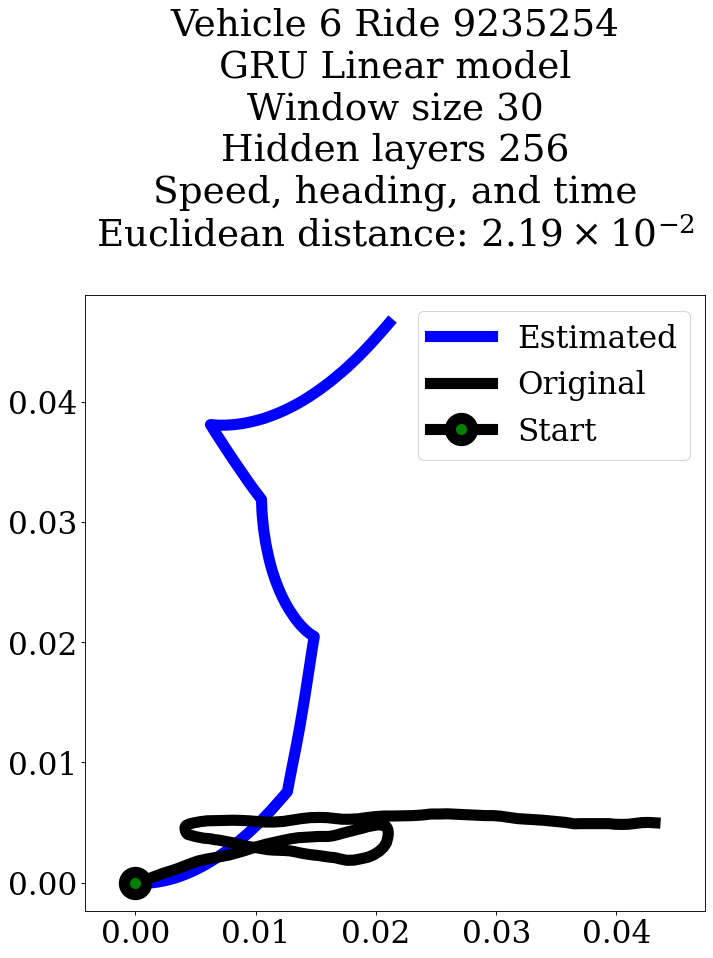 Vehicle 6 Ride 9235254
GRU Linear model
Window size 30
Hidden layers 256
Speed, heading, and time
Euclidean distance: 2.19 × 10⁻²
Estimated
Original
Start
0.04
0.03
0.02
0.01
0.00
0.00 0.01 0.02 0.03 0.04